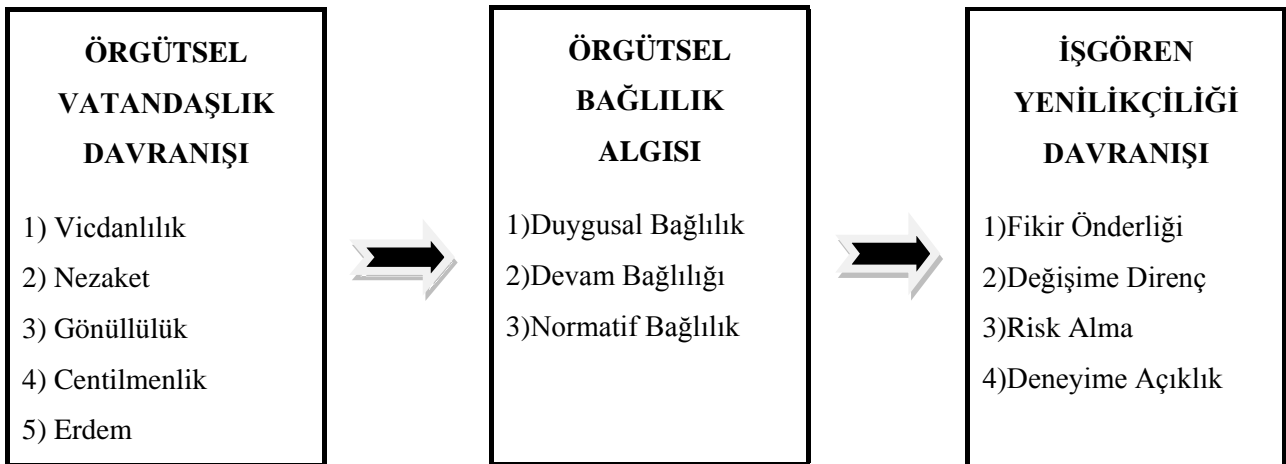 ÖRGÜTSEL
VATANDAŞLIK
DAVRANIŞI
1) Vicdanlılık
2) Nezaket
3) Gönüllülük
4) Centilmenlik
5) Erdem
ÖRGÜTSEL
BAĞLILIK
ALGISI
1)Duygusal Bağlılık
2)Devam Bağlılığı
3)Normatif Bağlılık
İŞGÖREN
YENİLİKÇİLİĞİ
DAVRANIŞI
1)Fikir Önderliği
2)Değişime Direnç
3)Risk Alma
4)Deneyime Açıklık